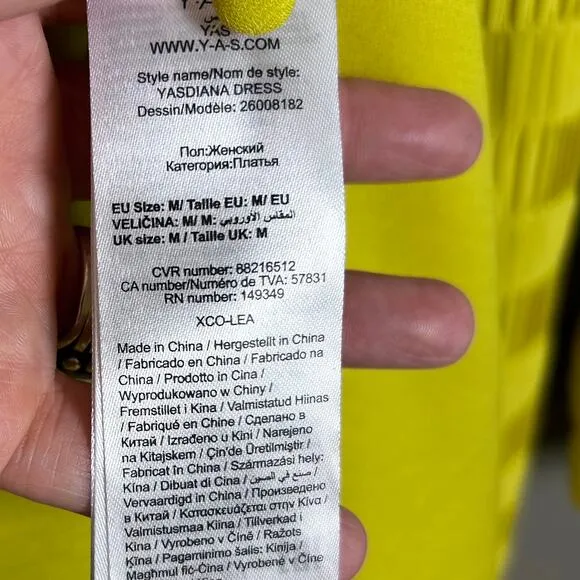 Y.A.S
YAS
WWW.Y-A-S.COM
Style name/Nom de style:
YASDIANA DRESS
Dessin/Modèle: 26008182
Пол:Женский
Категория:Платья
EU Size: M/ Taille EU: M/ EU
VELIČINA: M/ M: المقاس الأوروبي
UK size: M / Taille UK: M
CVR number: 88216512
CA number/Numéro de TVA: 57831
RN number: 149349
XCO-LEA
Made in China / Hergestellt in China
/ Fabricado en China / Fabricado na
China / Prodotto in Cina /
Wyprodukowano w Chiny /
Fremstillet i Kina / Valmistatud Hiinas
/ Fabriqué en Chine / Сделано в
Китай / Izrađeno u Kini / Narejeno
na Kitajskem / Çin'de Üretilmiştir /
Fabricat în China / Származási hely:
Kína / Dibuat di Cina / صنع في الصين /
Vervaardigd in China / Произведено
в Китай / Κατασκευάζεται στην Κίνα /
Valmistusmaa Kiina / Tillverkad i
Kina / Vyrobeno v Číně / Ražots
Ķīna / Pagaminimo šalis: Kinija /
Maghmul fiċ-Ċina / Vyrobené v Číne